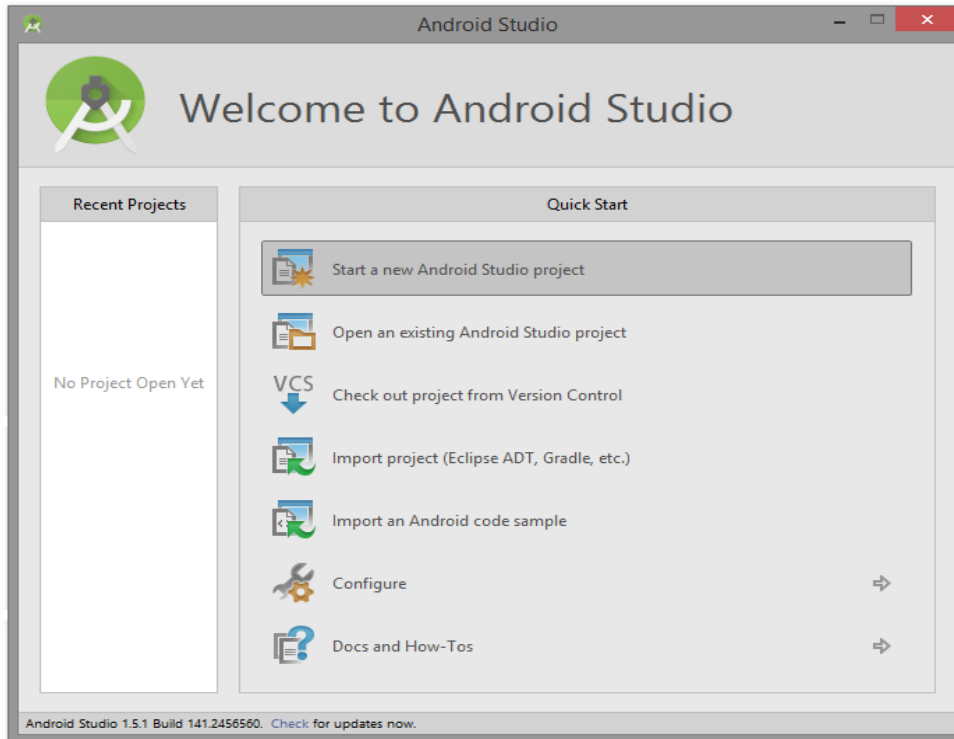 Android Studio
Welcome to Android Studio
Recent Projects
No Project Open Yet
Quick Start
Start a new Android Studio project
Open an existing Android Studio project
VCS
Check out project from Version Control
Import project (Eclipse ADT, Gradle, etc.)
Import an Android code sample
Configure
Docs and How-Tos
Android Studio 1.5.1 Build 141.2456560. Check for updates now.